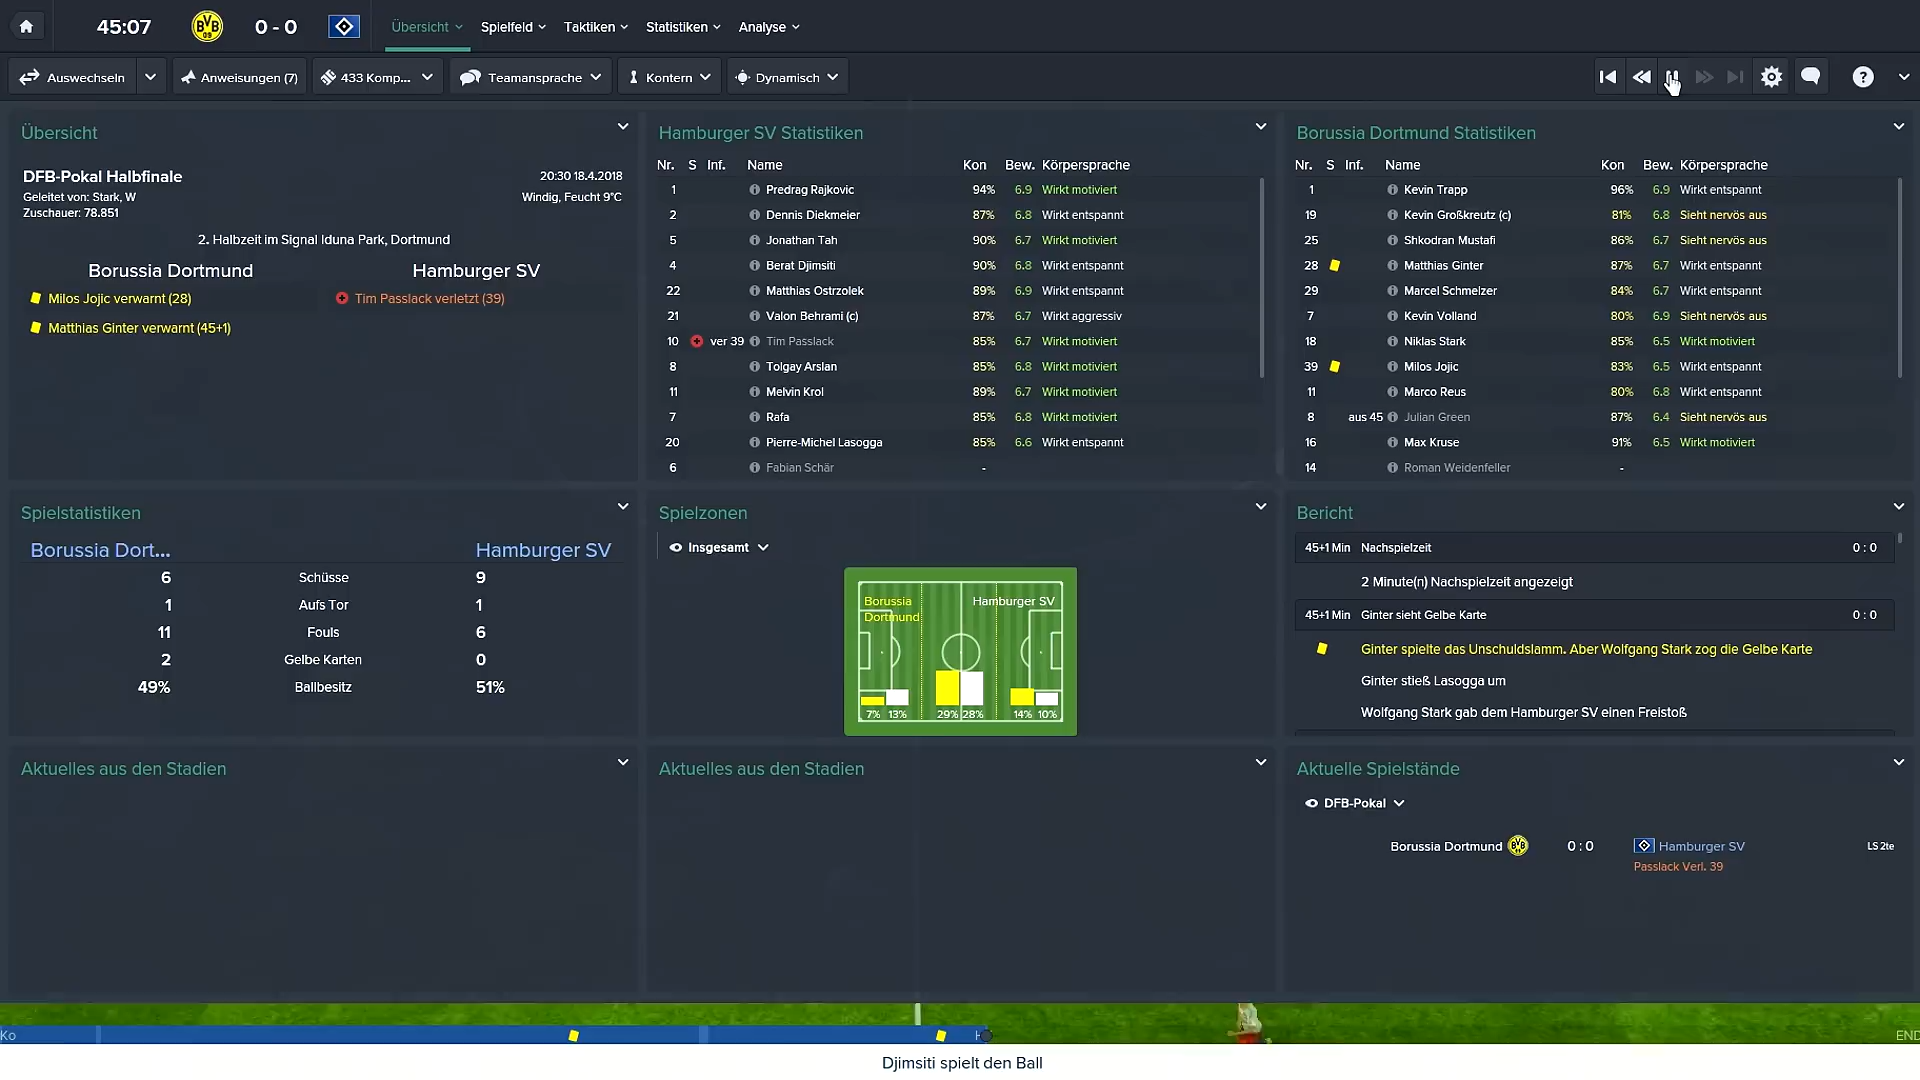 45:07 0 - 0 Übersicht Spielfeld Taktiken Statistiken Analyse
Auswechseln Anweisungen (7) 433 Komp... Teamansprache Kontern Dynamisch ?
Übersicht
DFB-Pokal Halbfinale 20:30 18.4.2018
Geleitet von: Stark, W Windig, Feucht 9°C
Zuschauer: 78.851
2. Halbzeit im Signal Iduna Park, Dortmund
Borussia Dortmund Hamburger SV
Milos Jojic verwarnt (28) Tim Passlack verletzt (39)
Matthias Ginter verwarnt (45+1)
Hamburger SV Statistiken
Nr. S Inf. Name Kon Bew. Körpersprache
1 Predrag Rajkovic 94% 6.9 Wirkt motiviert
2 Dennis Diekmeier 87% 6.8 Wirkt entspannt
5 Jonathan Tah 90% 6.7 Wirkt motiviert
4 Berat Djimsiti 90% 6.8 Wirkt entspannt
22 Matthias Ostrzolek 89% 6.9 Wirkt entspannt
21 Valon Behrami (c) 87% 6.7 Wirkt aggressiv
10 ver 39 Tim Passlack 85% 6.7 Wirkt motiviert
8 Tolgay Arslan 85% 6.8 Wirkt motiviert
11 Melvin Krol 89% 6.7 Wirkt motiviert
7 Rafa 85% 6.8 Wirkt motiviert
20 Pierre-Michel Lasogga 85% 6.6 Wirkt entspannt
6 Fabian Schär -
Borussia Dortmund Statistiken
Nr. S Inf. Name Kon Bew. Körpersprache
1 Kevin Trapp 96% 6.9 Wirkt entspannt
19 Kevin Großkreutz (c) 81% 6.8 Sieht nervös aus
25 Shkodran Mustafi 86% 6.7 Sieht nervös aus
28 Matthias Ginter 87% 6.7 Wirkt entspannt
29 Marcel Schmelzer 84% 6.7 Wirkt entspannt
7 Kevin Volland 80% 6.9 Sieht nervös aus
18 Niklas Stark 85% 6.5 Wirkt motiviert
39 Milos Jojic 83% 6.5 Wirkt entspannt
11 Marco Reus 80% 6.8 Wirkt entspannt
8 aus 45 Julian Green 87% 6.4 Sieht nervös aus
16 Max Kruse 91% 6.5 Wirkt motiviert
14 Roman Weidenfeller -
Spielstatistiken
Borussia Dort... Hamburger SV
6 Schüsse 9
1 Aufs Tor 1
11 Fouls 6
2 Gelbe Karten 0
49% Ballbesitz 51%
Spielzonen
Insgesamt
Borussia Dortmund Hamburger SV
7% 13% 29% 28% 14% 10%
Bericht
45+1 Min Nachspielzeit 0 : 0
2 Minute(n) Nachspielzeit angezeigt
45+1 Min Ginter sieht Gelbe Karte 0 : 0
Ginter spielte das Unschuldslamm. Aber Wolfgang Stark zog die Gelbe Karte
Ginter stieß Lasogga um
Wolfgang Stark gab dem Hamburger SV einen Freistoß
Aktuelles aus den Stadien
Aktuelles aus den Stadien
Aktuelle Spielstände
DFB-Pokal
Borussia Dortmund 0 : 0 Hamburger SV LS 2te
Passlack Verl. 39
Ko END
Djimsiti spielt den Ball